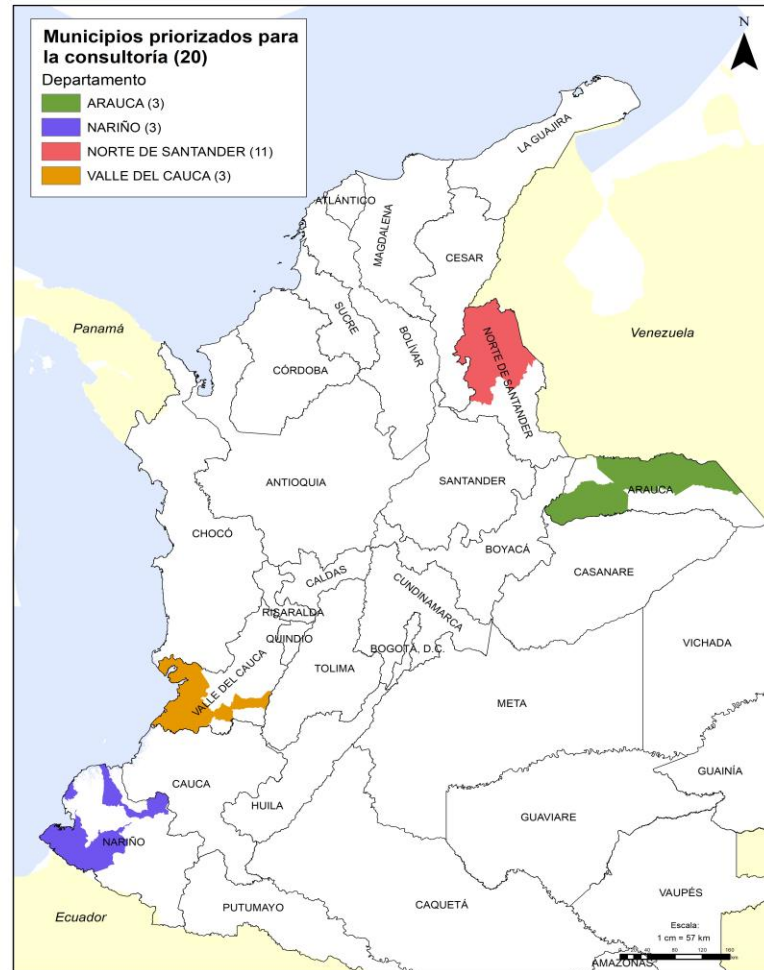 Municipios priorizados para
la consultoría (20)
Departamento
ARAUCA (3)
NARIÑO (3)
NORTE DE SANTANDER (11)
VALLE DEL CAUCA (3)
N
LA GUAJIRA
ATLÁNTICO
MAGDALENA
CESAR
Panamá
SUCRE
BOLÍVAR
NORTE DE SANTANDER
Venezuela
CÓRDOBA
ANTIOQUIA
SANTANDER
ARAUCA
CHOCÓ
BOYACÁ
CASANARE
CALDAS
CUNDINAMARCA
RISARALDA
QUINDIO
BOGOTÁ, D.C.
VICHADA
TOLIMA
VALLE DEL CAUCA
META
CAUCA
GUAINÍA
HUILA
GUAVIARE
NARIÑO
VAUPÉS
PUTUMAYO
CAQUETÁ
Ecuador
Escala:
1 cm = 57 km
AMAZONAS